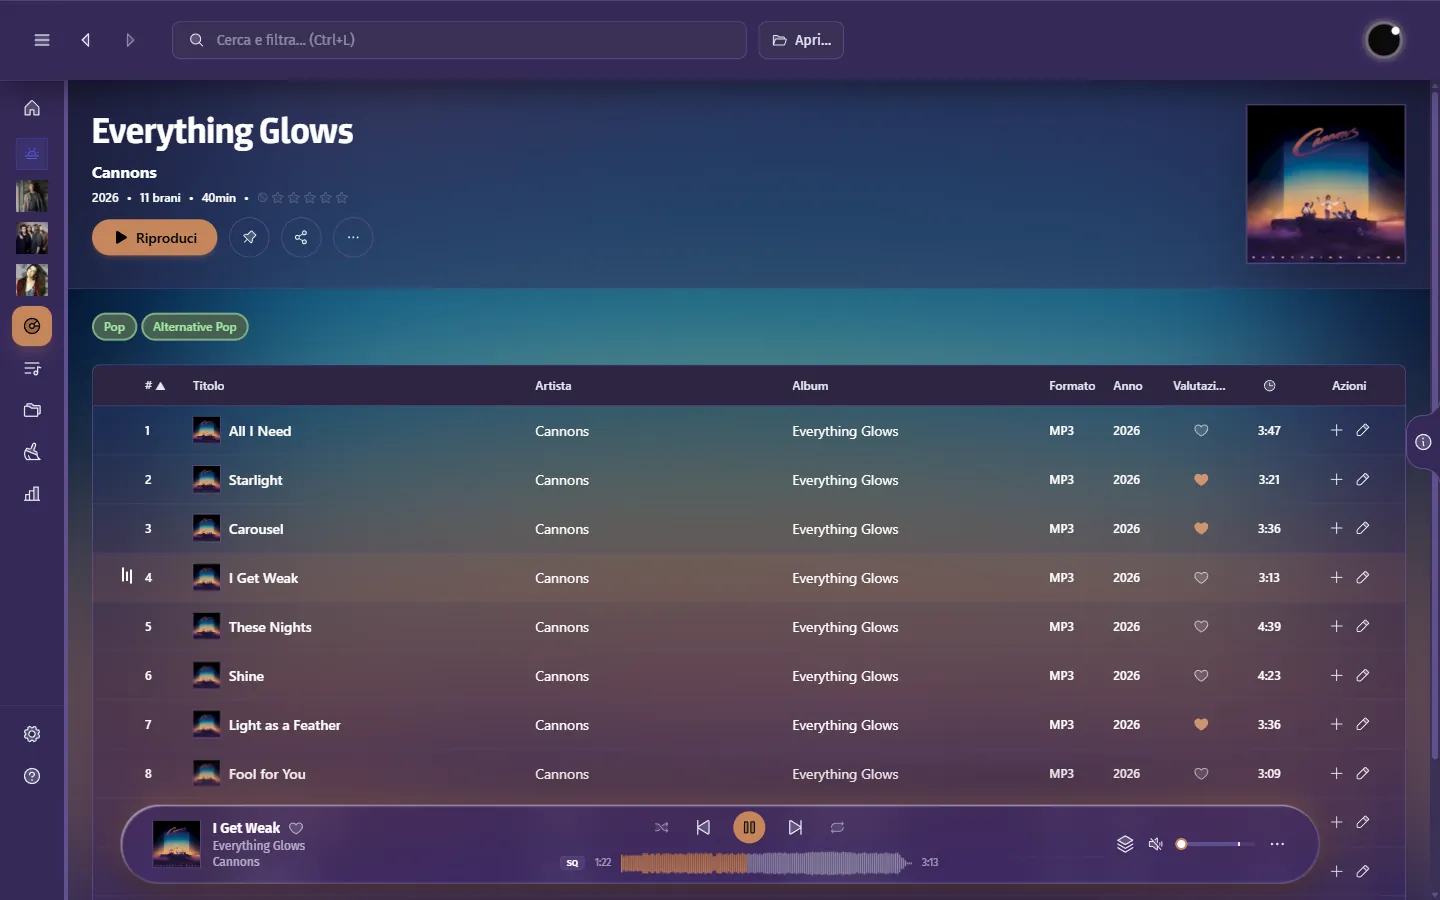 Cerca e filtra... (Ctrl+L)
Apri...
Everything Glows
Cannons
2026 • 11 brani • 40min •
Riproduci
Cannons
Pop
Alternative Pop
# Titolo Artista Album Formato Anno Valutazi... Azioni
1 All I Need Cannons Everything Glows MP3 2026 3:47
2 Starlight Cannons Everything Glows MP3 2026 3:21
3 Carousel Cannons Everything Glows MP3 2026 3:36
4 I Get Weak Cannons Everything Glows MP3 2026 3:13
5 These Nights Cannons Everything Glows MP3 2026 4:39
6 Shine Cannons Everything Glows MP3 2026 4:23
7 Light as a Feather Cannons Everything Glows MP3 2026 3:36
8 Fool for You Cannons Everything Glows MP3 2026 3:09
I Get Weak
Everything Glows
Cannons
SQ 1:22 3:13